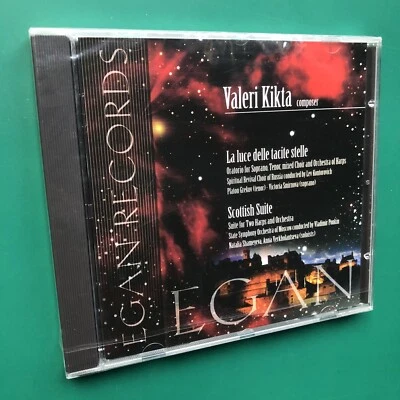 EGAN RECORDS
Valeri Kikta composer
La luce delle tacite stelle
Oratorio for Soprano, Tenor, mixed Choir and Orchestra of Harps
Spiritual Revival Choir of Russia conducted by Lev Kontorovich
Platon Grekov (tenor) - Victoria Smirnova (soprano)
Scottish Suite
Suite for Two Harps and Orchestra
State Symphony Orchestra of Moscow conducted by Vladimir Ponkin
Natalia Shameyeva, Anna Verkholantseva (soloists)
EGAN